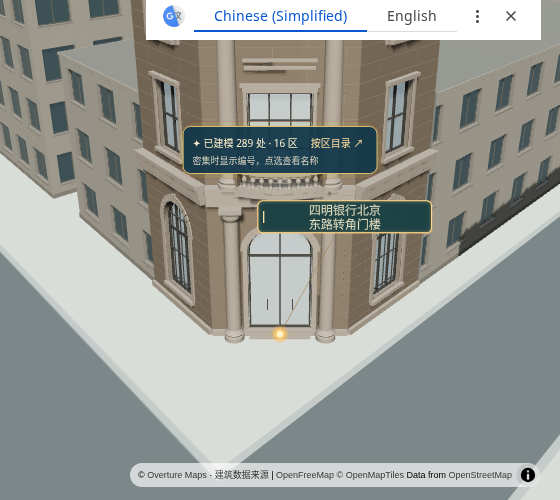 Chinese (Simplified) English
✦ 已建模 289 处 · 16 区 按区目录 ↗
密集时显示编号，点选查看名称
四明银行北京
东路转角门楼
© Overture Maps · 建筑数据来源 | OpenFreeMap © OpenMapTiles Data from OpenStreetMap